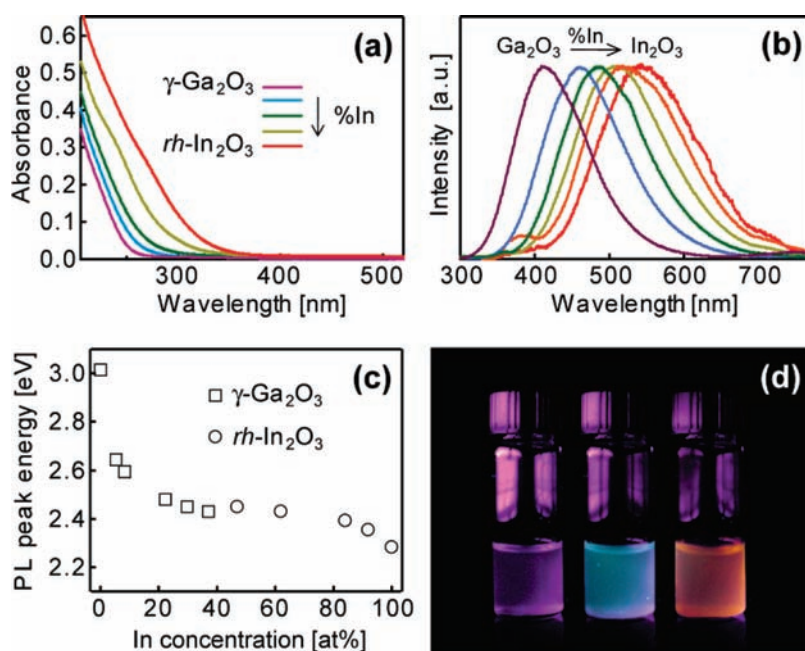 (a)
0.6
0.5
0.4
0.3
0.2
0.1
0.0
Absorbance
γ-Ga₂O₃
%In
rh-In₂O₃
300
400
500
Wavelength [nm]
(b)
%In
Ga₂O₃ → In₂O₃
Intensity [a.u.]
300
400
500
600
700
Wavelength [nm]
(c)
3.0
2.8
2.6
2.4
2.2
PL peak energy [eV]
γ-Ga₂O₃
rh-In₂O₃
0
20
40
60
80
100
In concentration [at%]
(d)